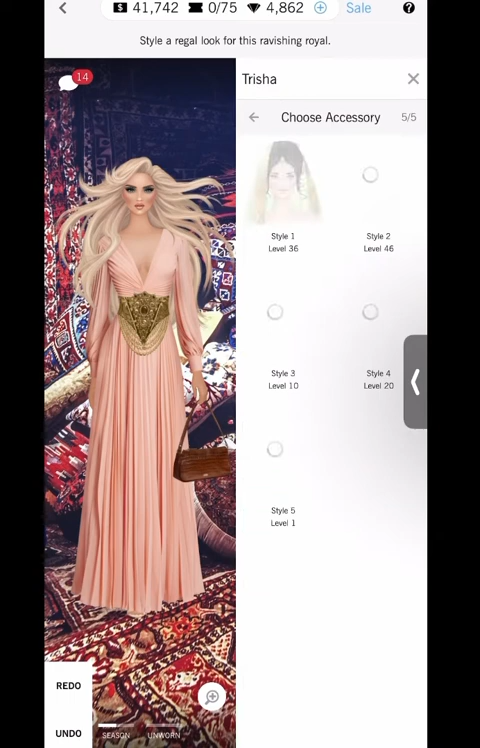 41,742 0/75 4,862 Sale
Style a regal look for this ravishing royal.
14
Trisha
Choose Accessory 5/5
Style 1
Level 36
Style 2
Level 46
Style 3
Level 10
Style 4
Level 20
Style 5
Level 1
REDO
UNDO
SEASON
UNWORN